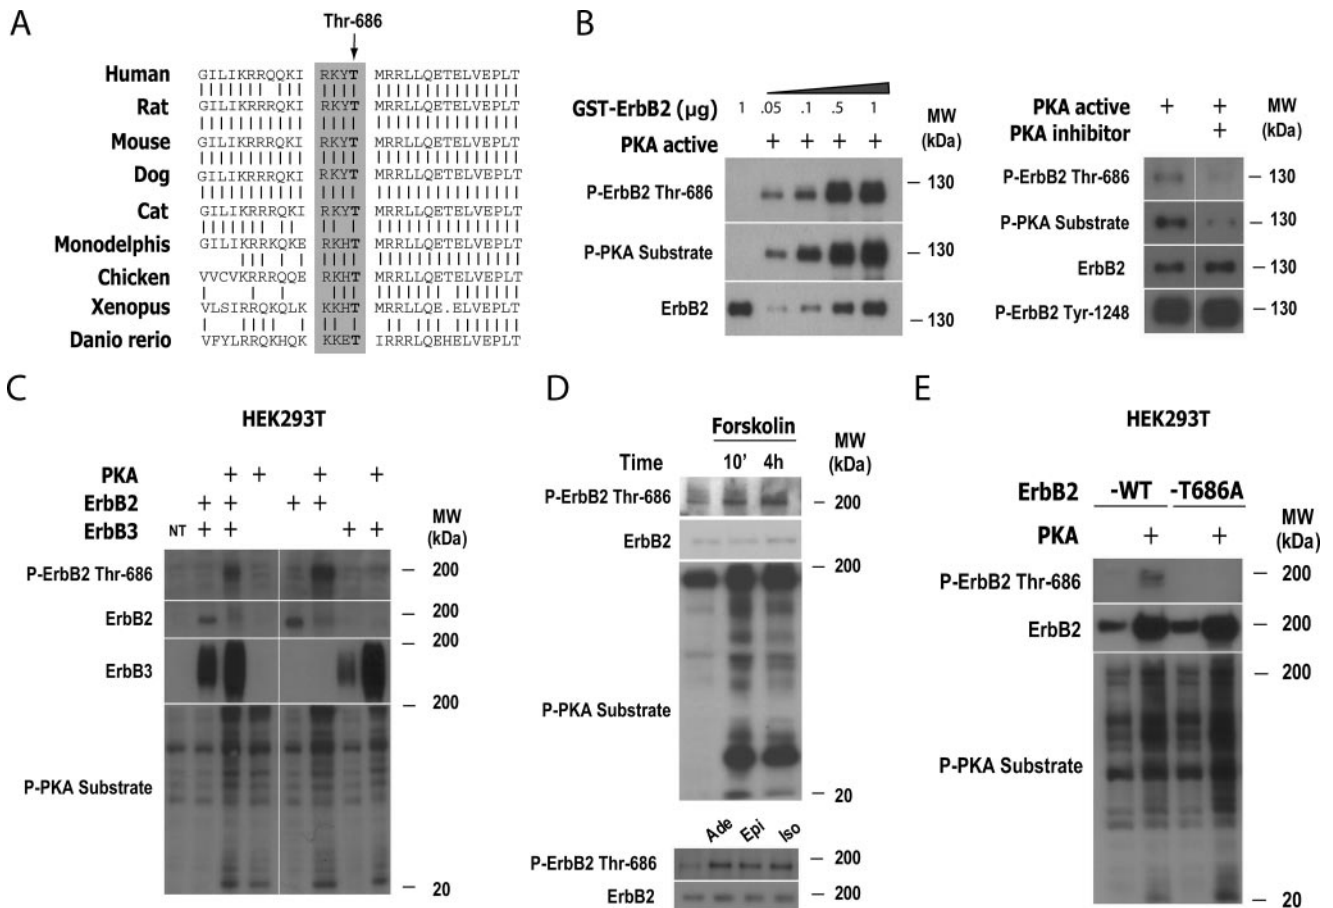 A
Thr-686
Human GILIKRRQQKI RKYT MRRLLQETELVEPLT
Rat GILIKRRRQKI RKYT MRRLLQETELVEPLT
Mouse GILIKRRRQKI RKYT MRRLLQETELVEPLT
Dog GILIKRRRQKI RKYT MRRLLQETELVEPLT
Cat GILIKRRRQKI RKYT MRRLLQETELVEPLT
Monodelphis GILIKRRKQKE RKHT MRRLLQETELVEPLT
Chicken VVCVKRRRQQE RKHT MRRLLQETELVEPLT
Xenopus VLSIRRQKQLK KKHT MRRLLQE.ELVEPLT
Danio rerio VFYLRRQKHQK KKET IRRLLQEHELVEPLT
B
GST-ErbB2 (µg) 1 .05 .1 .5 1
MW
(kDa)
PKA active + + + +
P-ErbB2 Thr-686 — 130
P-PKA Substrate — 130
ErbB2 — 130
PKA active + +
PKA inhibitor +
MW
(kDa)
P-ErbB2 Thr-686 — 130
P-PKA Substrate — 130
ErbB2 — 130
P-ErbB2 Tyr-1248 — 130
C
HEK293T
PKA + + + +
ErbB2 + + + +
ErbB3 NT + + + +
MW
(kDa)
P-ErbB2 Thr-686 — 200
ErbB2 — 200
— 200
ErbB3
— 200
P-PKA Substrate
— 20
D
Forskolin
Time 10' 4h
MW
(kDa)
P-ErbB2 Thr-686 — 200
ErbB2
— 200
P-PKA Substrate
— 20
Ade Epi Iso
P-ErbB2 Thr-686 — 200
ErbB2 — 200
E
HEK293T
ErbB2 -WT -T686A
PKA + +
MW
(kDa)
P-ErbB2 Thr-686 — 200
ErbB2 — 200
— 200
P-PKA Substrate
— 20